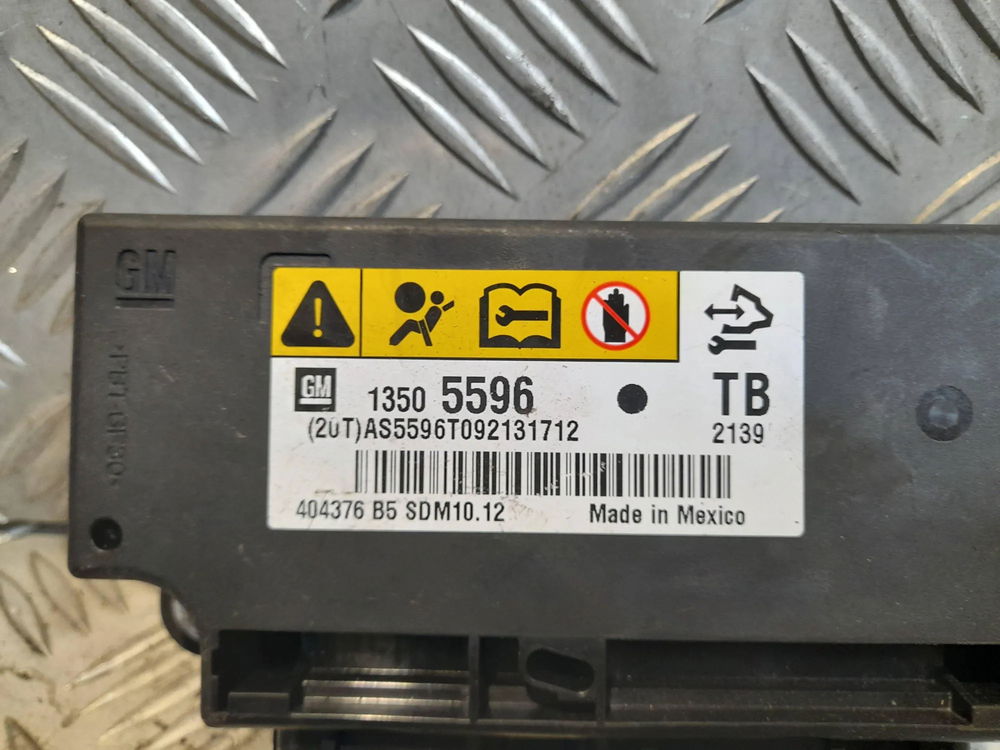 GM
GM 1350 5596 TB
(20T)AS5596T092131712 2139
404376 B5 SDM10.12 Made in Mexico